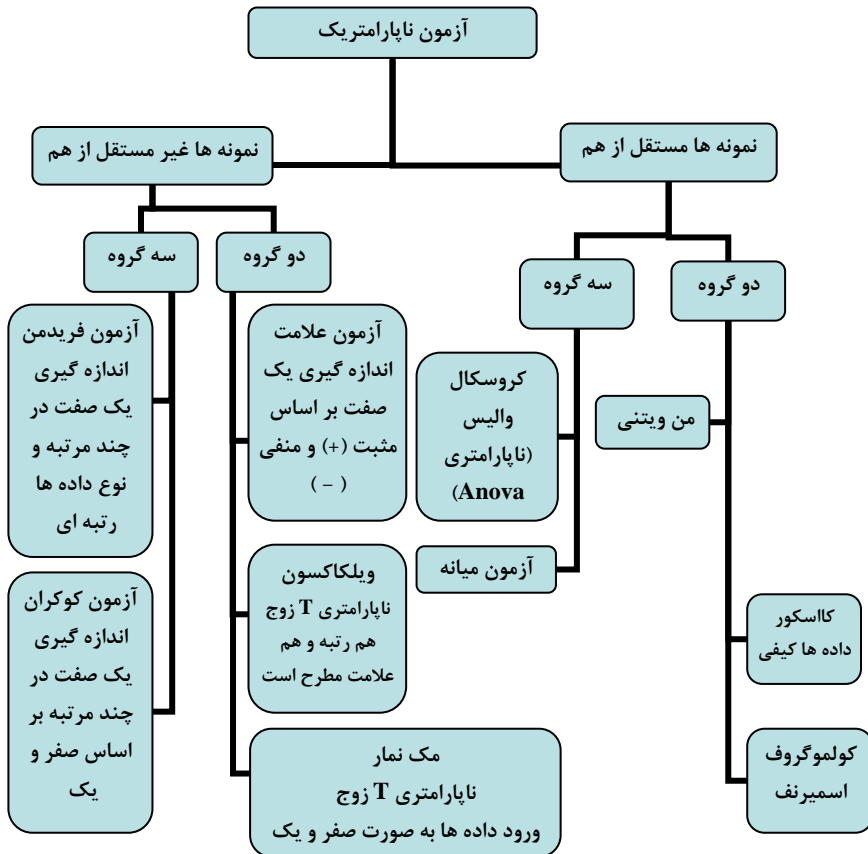 آزمون ناپارامتریک
نمونه ها مستقل از هم
نمونه ها غیر مستقل از هم
دو گروه
سه گروه
دو گروه
سه گروه
من ویتنی
کااسکور
داده ها کیفی
کولموگروف
اسمیرنف
کروسکال
والیس
(ناپارامتری
Anova)
آزمون میانه
آزمون علامت
اندازه گیری یک
صفت بر اساس
مثبت (+) و منفی
( – )
ویلکاکسون
ناپارامتری T زوج
هم رتبه و هم
علامت مطرح است
مک نمار
ناپارامتری T زوج
ورود داده ها به صورت صفر و یک
آزمون فریدمن
اندازه گیری
یک صفت در
چند مرتبه و
نوع داده ها
رتبه ای
آزمون کوکران
اندازه گیری
یک صفت در
چند مرتبه بر
اساس صفر و
یک